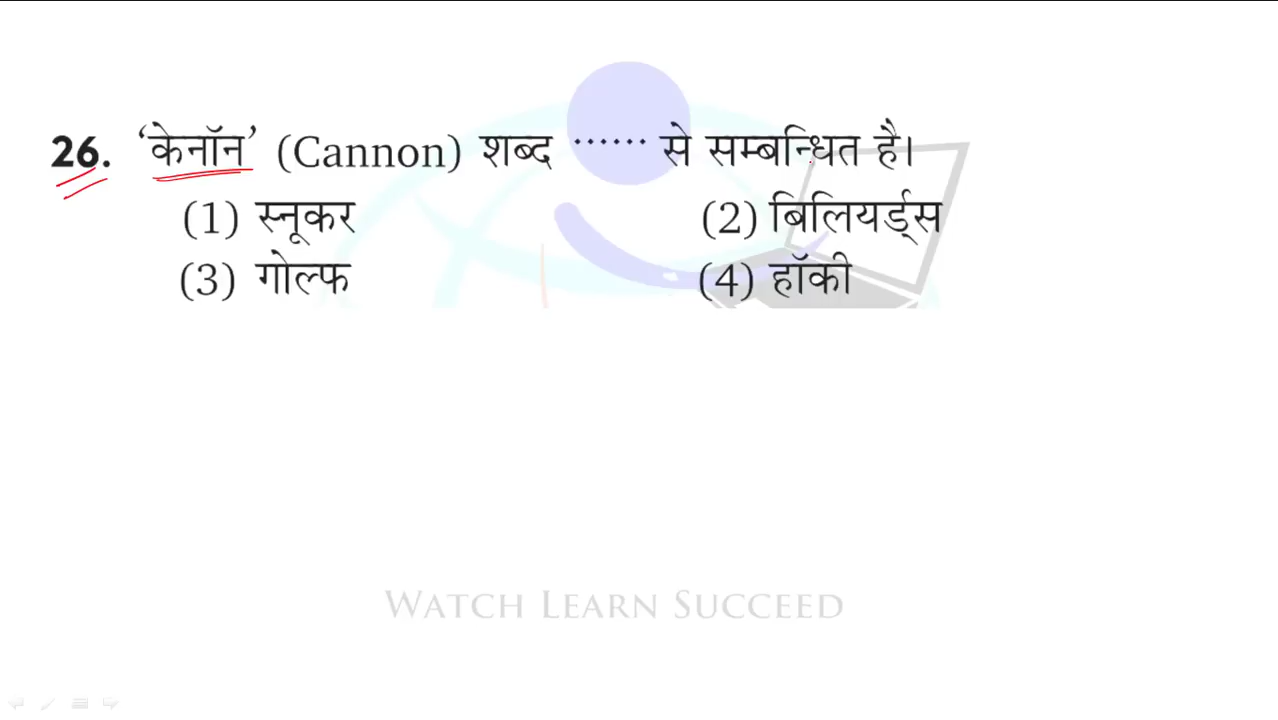 26. ‘केनॉन’ (Cannon) शब्द ...... से सम्बन्धित है।
(1) स्नूकर (2) बिलियर्ड्स
(3) गोल्फ (4) हॉकी
WATCH LEARN SUCCEED